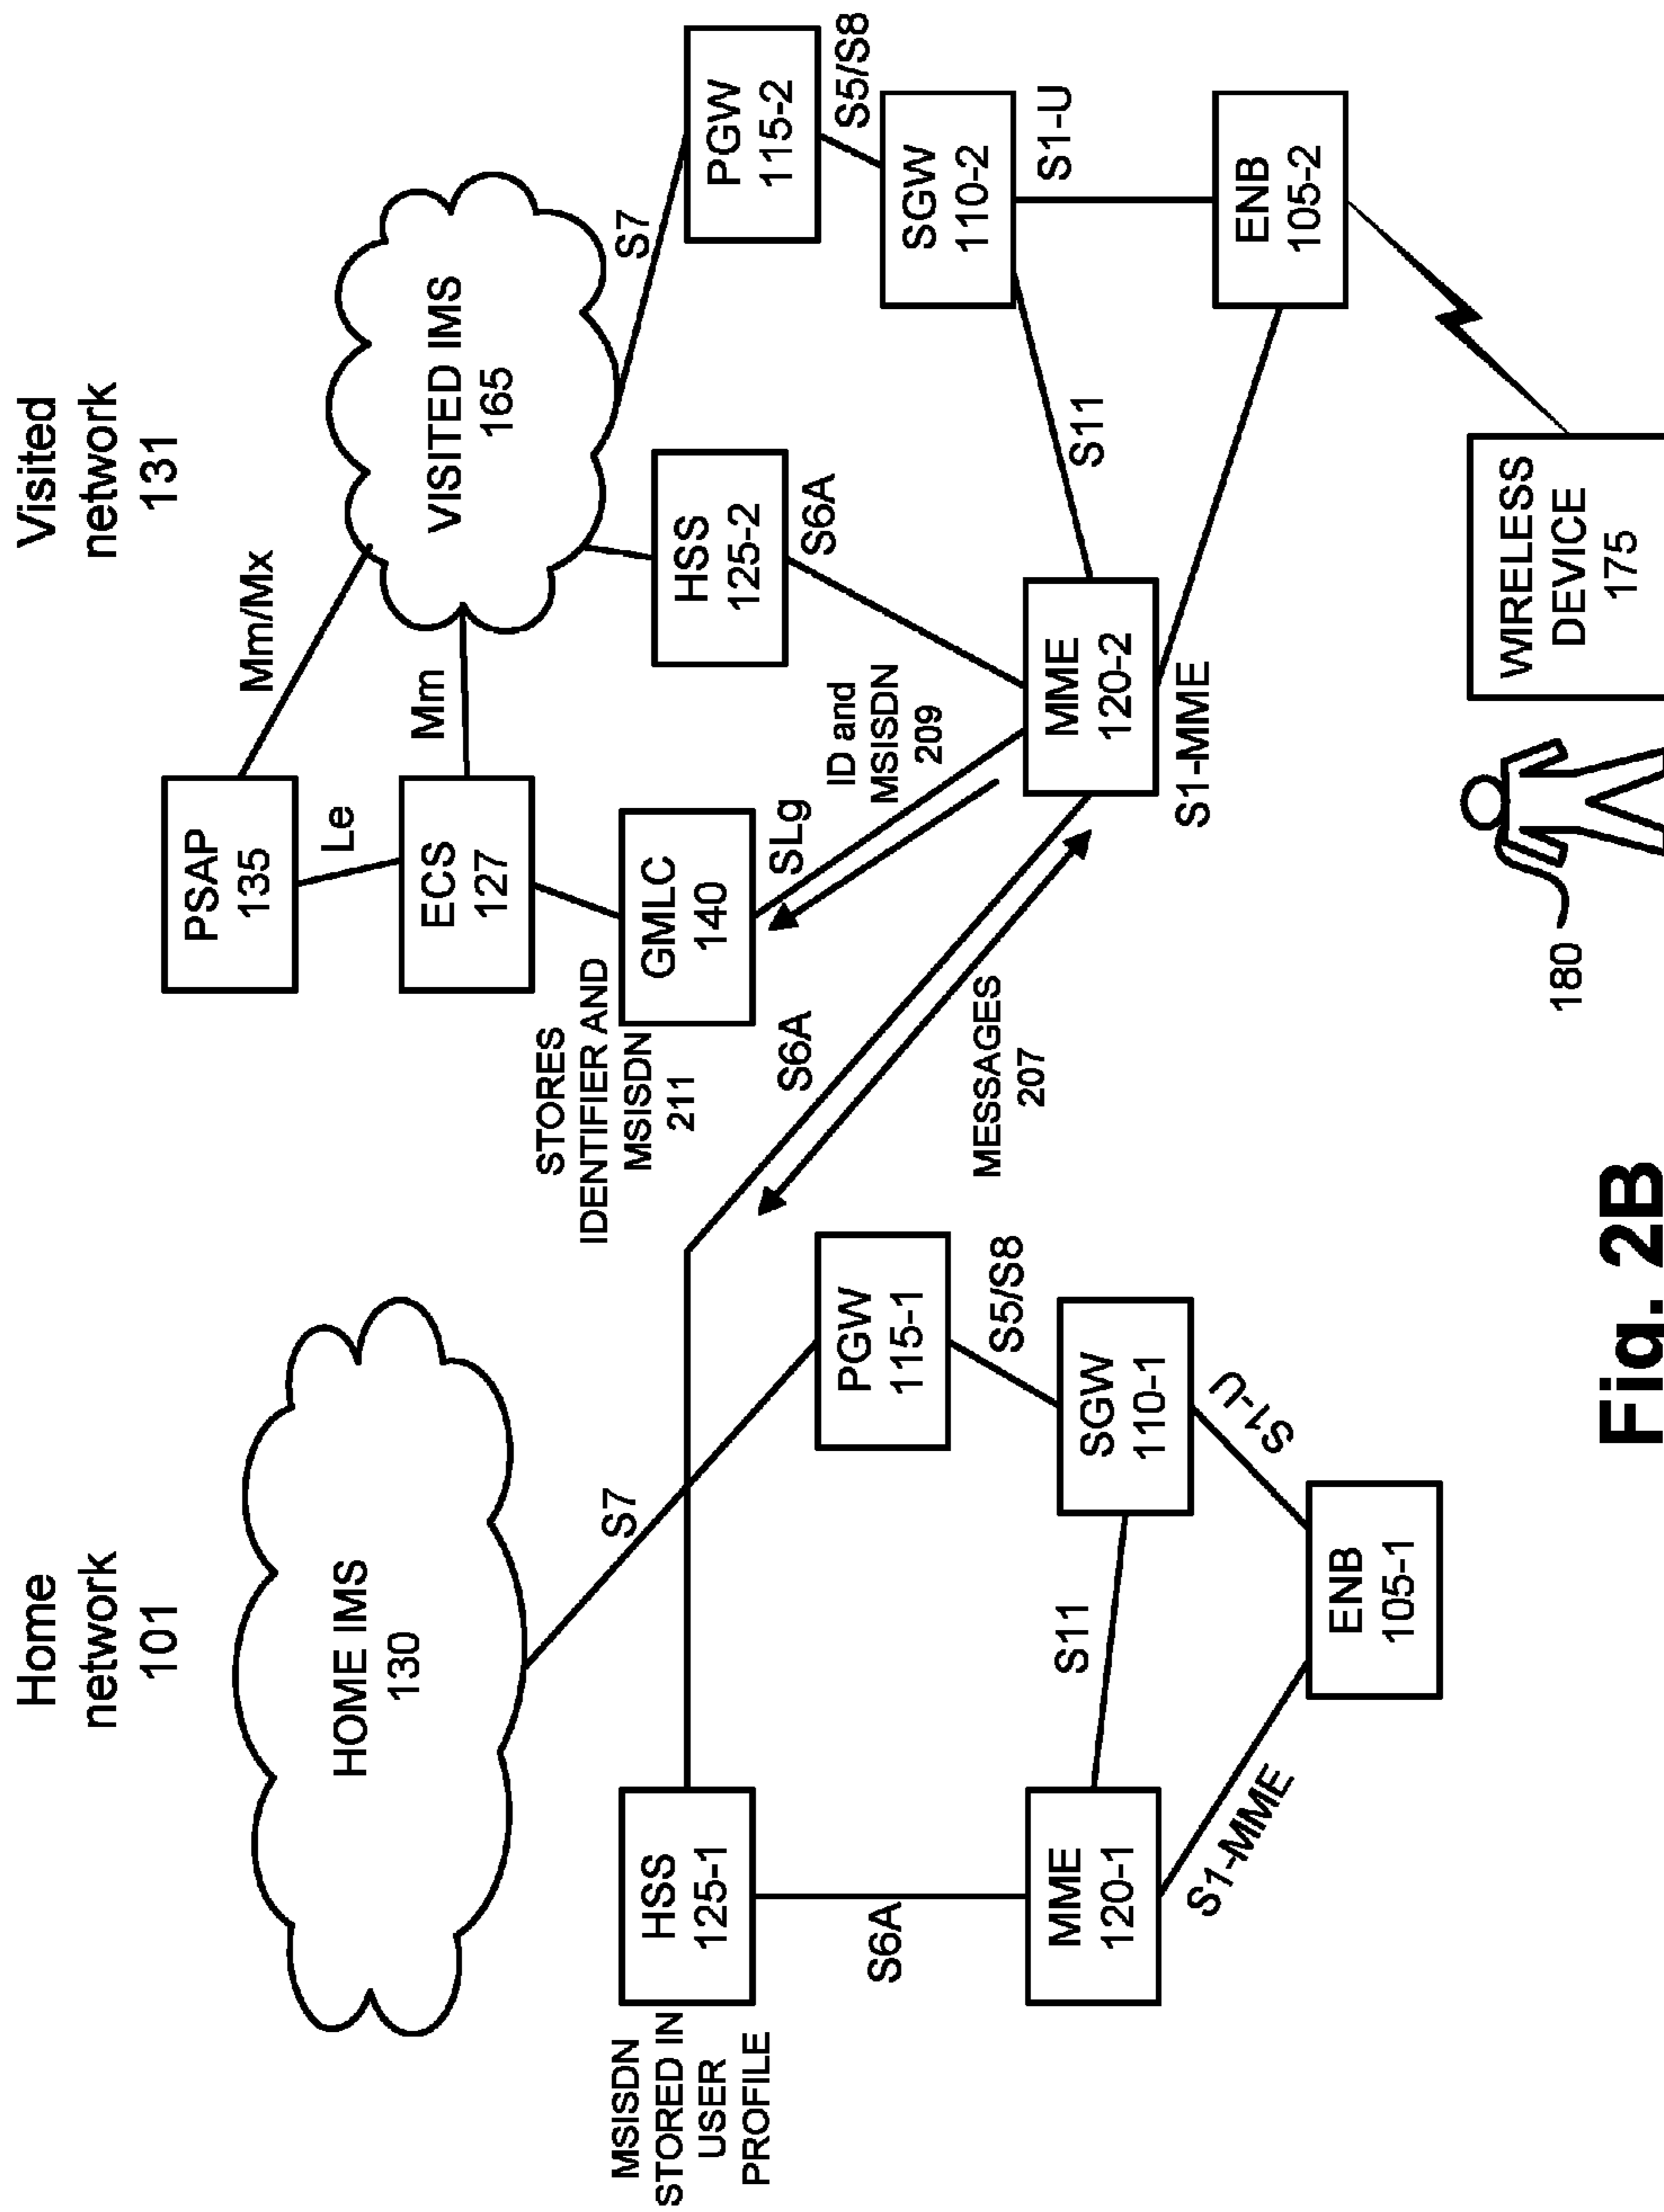 Home
network
101
Visited
network
131
HOME IMS
130
S7
HSS
125-1
MSISDN
STORED IN
USER
PROFILE
S6A
MME
120-1
S11
S1-MME
PGW
115-1
S5/S8
SGW
110-1
S1-U
ENB
105-1
PSAP
135
Mm/Mx
Le
ECS
127
Mm
VISITED IMS
165
STORES
IDENTIFIER AND
MSISDN
211
GMLC
140
SLg
ID and
MSISDN
209
HSS
125-2
S6A
S7
PGW
115-2
S5/S8
SGW
110-2
S1-U
S11
S6A
MESSAGES
207
MME
120-2
S1-MME
ENB
105-2
WIRELESS
DEVICE
175
180
Fig. 2B